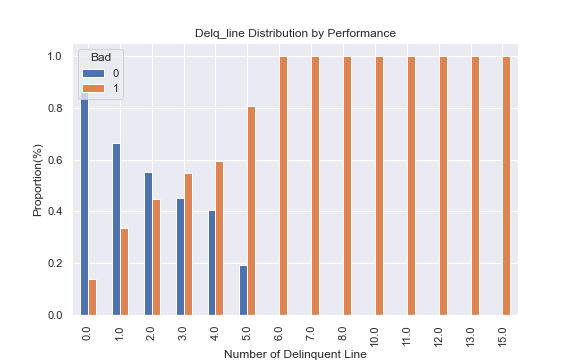 Delq_line Distribution by Performance
Bad
0
1
Proportion(%)
1.0
0.8
0.6
0.4
0.2
0.0
0.0 1.0 2.0 3.0 4.0 5.0 6.0 7.0 8.0 10.0 11.0 12.0 13.0 15.0
Number of Delinquent Line